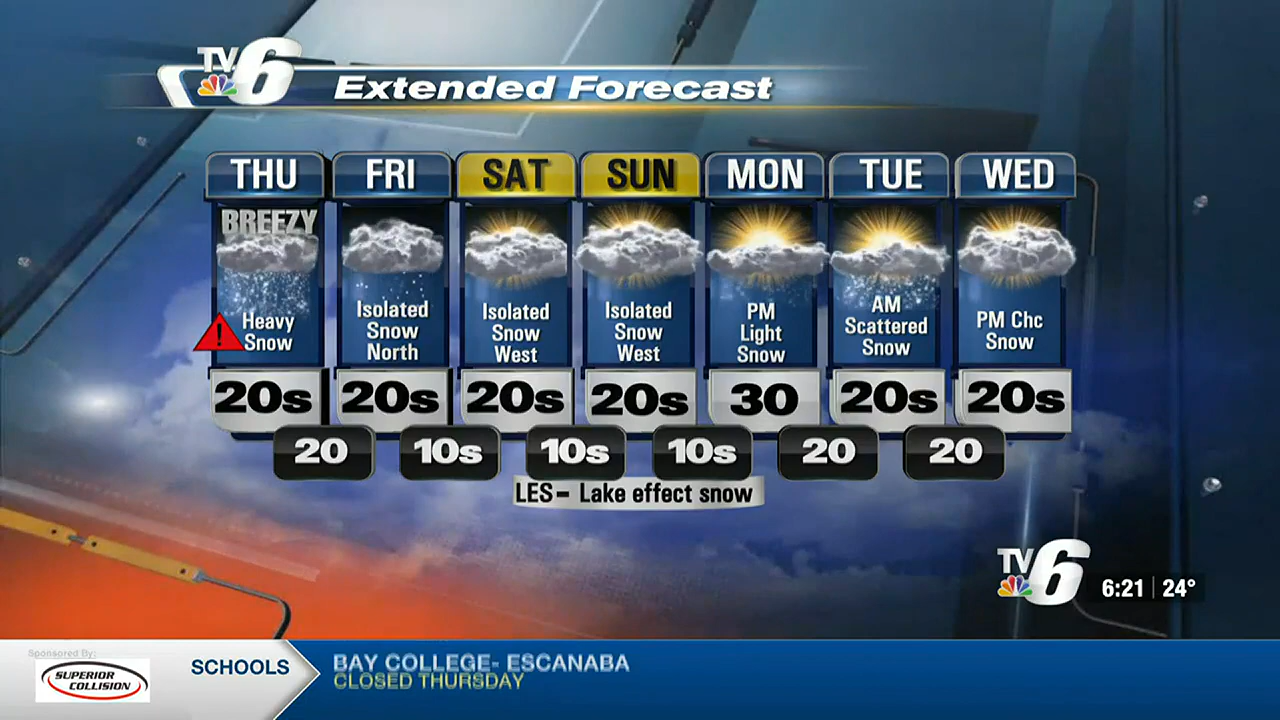 TV6
Extended Forecast
THU
FRI
SAT
SUN
MON
TUE
WED
BREEZY
Heavy
Snow
Isolated
Snow
North
Isolated
Snow
West
Isolated
Snow
West
PM
Light
Snow
AM
Scattered
Snow
PM Chc
Snow
!
20s
20s
20s
20s
30
20s
20s
20
10s
10s
10s
20
20
LES– Lake effect snow
TV6
6:21 | 24°
Sponsored By:
SUPERIOR
COLLISION
SCHOOLS
BAY COLLEGE- ESCANABA
CLOSED THURSDAY